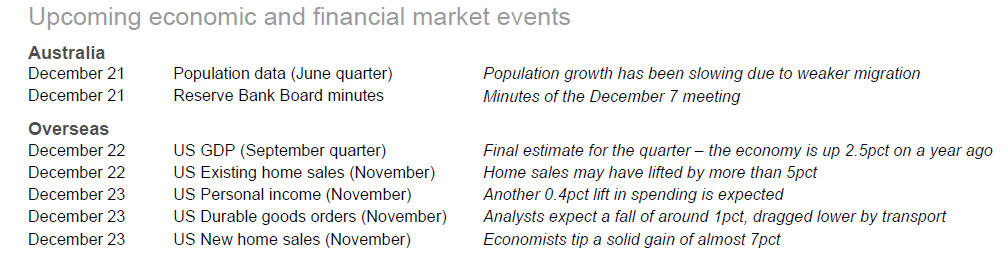 Upcoming economic and financial market events
Australia
December 21 Population data (June quarter) Population growth has been slowing due to weaker migration
December 21 Reserve Bank Board minutes Minutes of the December 7 meeting
Overseas
December 22 US GDP (September quarter) Final estimate for the quarter – the economy is up 2.5pct on a year ago
December 22 US Existing home sales (November) Home sales may have lifted by more than 5pct
December 23 US Personal income (November) Another 0.4pct lift in spending is expected
December 23 US Durable goods orders (November) Analysts expect a fall of around 1pct, dragged lower by transport
December 23 US New home sales (November) Economists tip a solid gain of almost 7pct